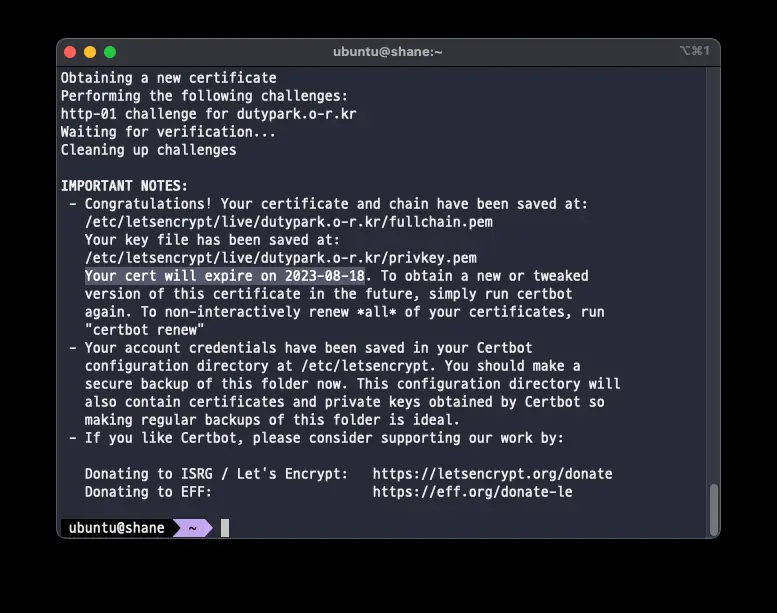 ubuntu@shane:~
⌥⌘1
Obtaining a new certificate
Performing the following challenges:
http-01 challenge for dutypark.o-r.kr
Waiting for verification...
Cleaning up challenges
IMPORTANT NOTES:
- Congratulations! Your certificate and chain have been saved at:
/etc/letsencrypt/live/dutypark.o-r.kr/fullchain.pem
Your key file has been saved at:
/etc/letsencrypt/live/dutypark.o-r.kr/privkey.pem
Your cert will expire on 2023-08-18. To obtain a new or tweaked
version of this certificate in the future, simply run certbot
again. To non-interactively renew *all* of your certificates, run
"certbot renew"
- Your account credentials have been saved in your Certbot
configuration directory at /etc/letsencrypt. You should make a
secure backup of this folder now. This configuration directory will
also contain certificates and private keys obtained by Certbot so
making regular backups of this folder is ideal.
- If you like Certbot, please consider supporting our work by:
Donating to ISRG / Let's Encrypt:   https://letsencrypt.org/donate
Donating to EFF:                    https://eff.org/donate-le
ubuntu@shane ~